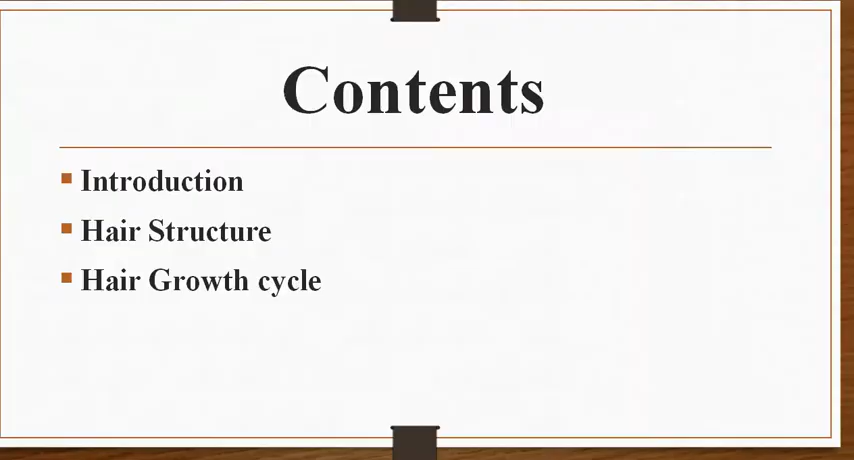 Contents
Introduction
Hair Structure
Hair Growth cycle